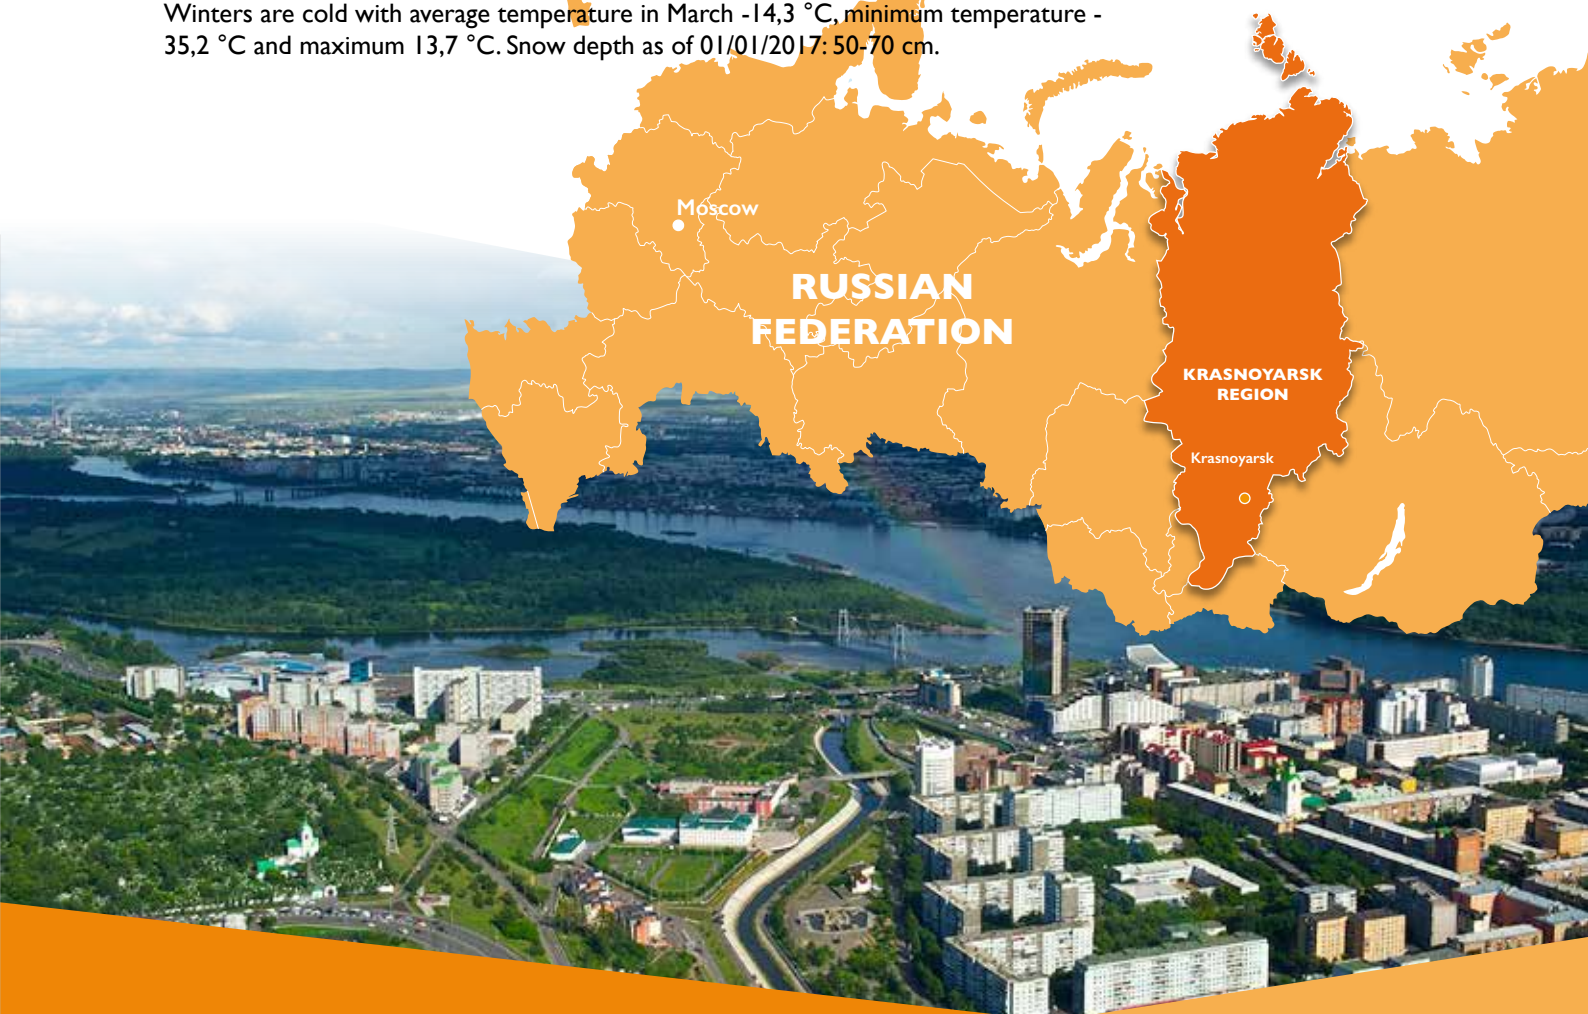 Winters are cold with average temperature in March -14,3 °C, minimum temperature -
35,2 °C and maximum 13,7 °C. Snow depth as of 01/01/2017: 50-70 cm.
Moscow
RUSSIAN
FEDERATION
KRASNOYARSK
REGION
Krasnoyarsk